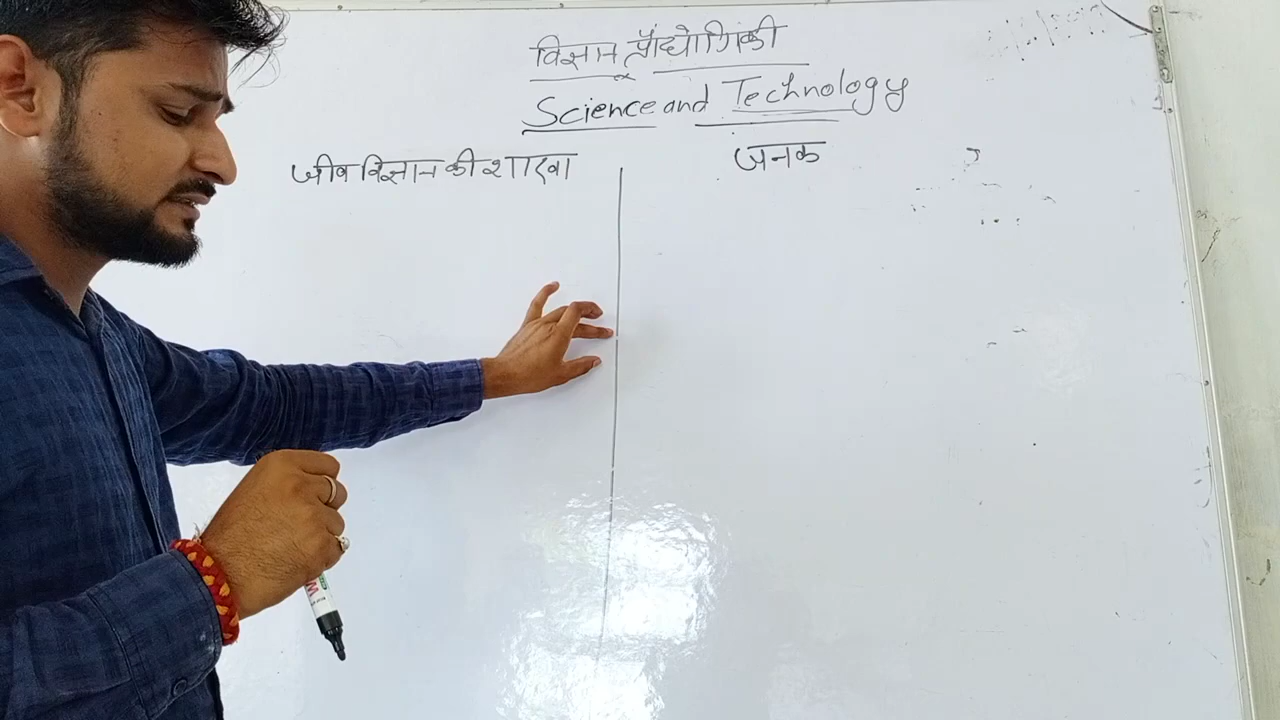 विज्ञान प्रौद्योगिकी
Science and Technology
जीव विज्ञान की शाखा
जनक